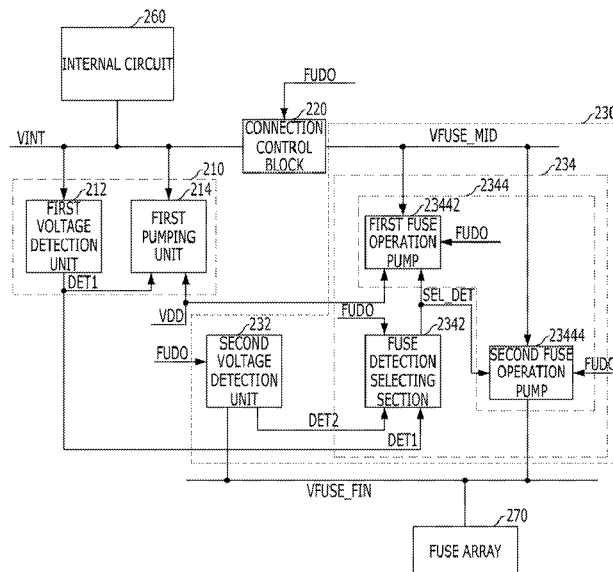 260
INTERNAL CIRCUIT
FUDO
220
230
VINT
CONNECTION
CONTROL
BLOCK
VFUSE_MID
210
234
212
214
2344
FIRST
VOLTAGE
DETECTION
UNIT
FIRST
PUMPING
UNIT
23442
FIRST FUSE
OPERATION
PUMP
FUDO
DET1
SEL_DET
VDD
FUDO
2342
23444
232
FUDO
SECOND
VOLTAGE
DETECTION
UNIT
FUSE
DETECTION
SELECTING
SECTION
SECOND FUSE
OPERATION
PUMP
FUDO
DET2
DET1
VFUSE_FIN
270
FUSE ARRAY